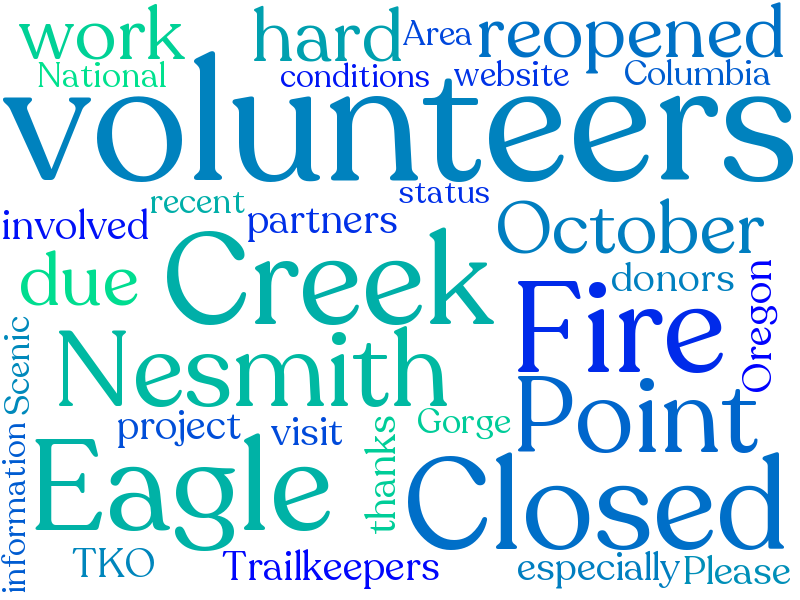 work
hard
Area
reopened
National
conditions
website
Columbia
volunteers
recent
status
involved
partners
October
due
Creek
donors
Fire
Oregon
Nesmith
Scenic
Point
project
visit
thanks
Gorge
Eagle
Closed
information
TKO
Trailkeepers
especially
Please